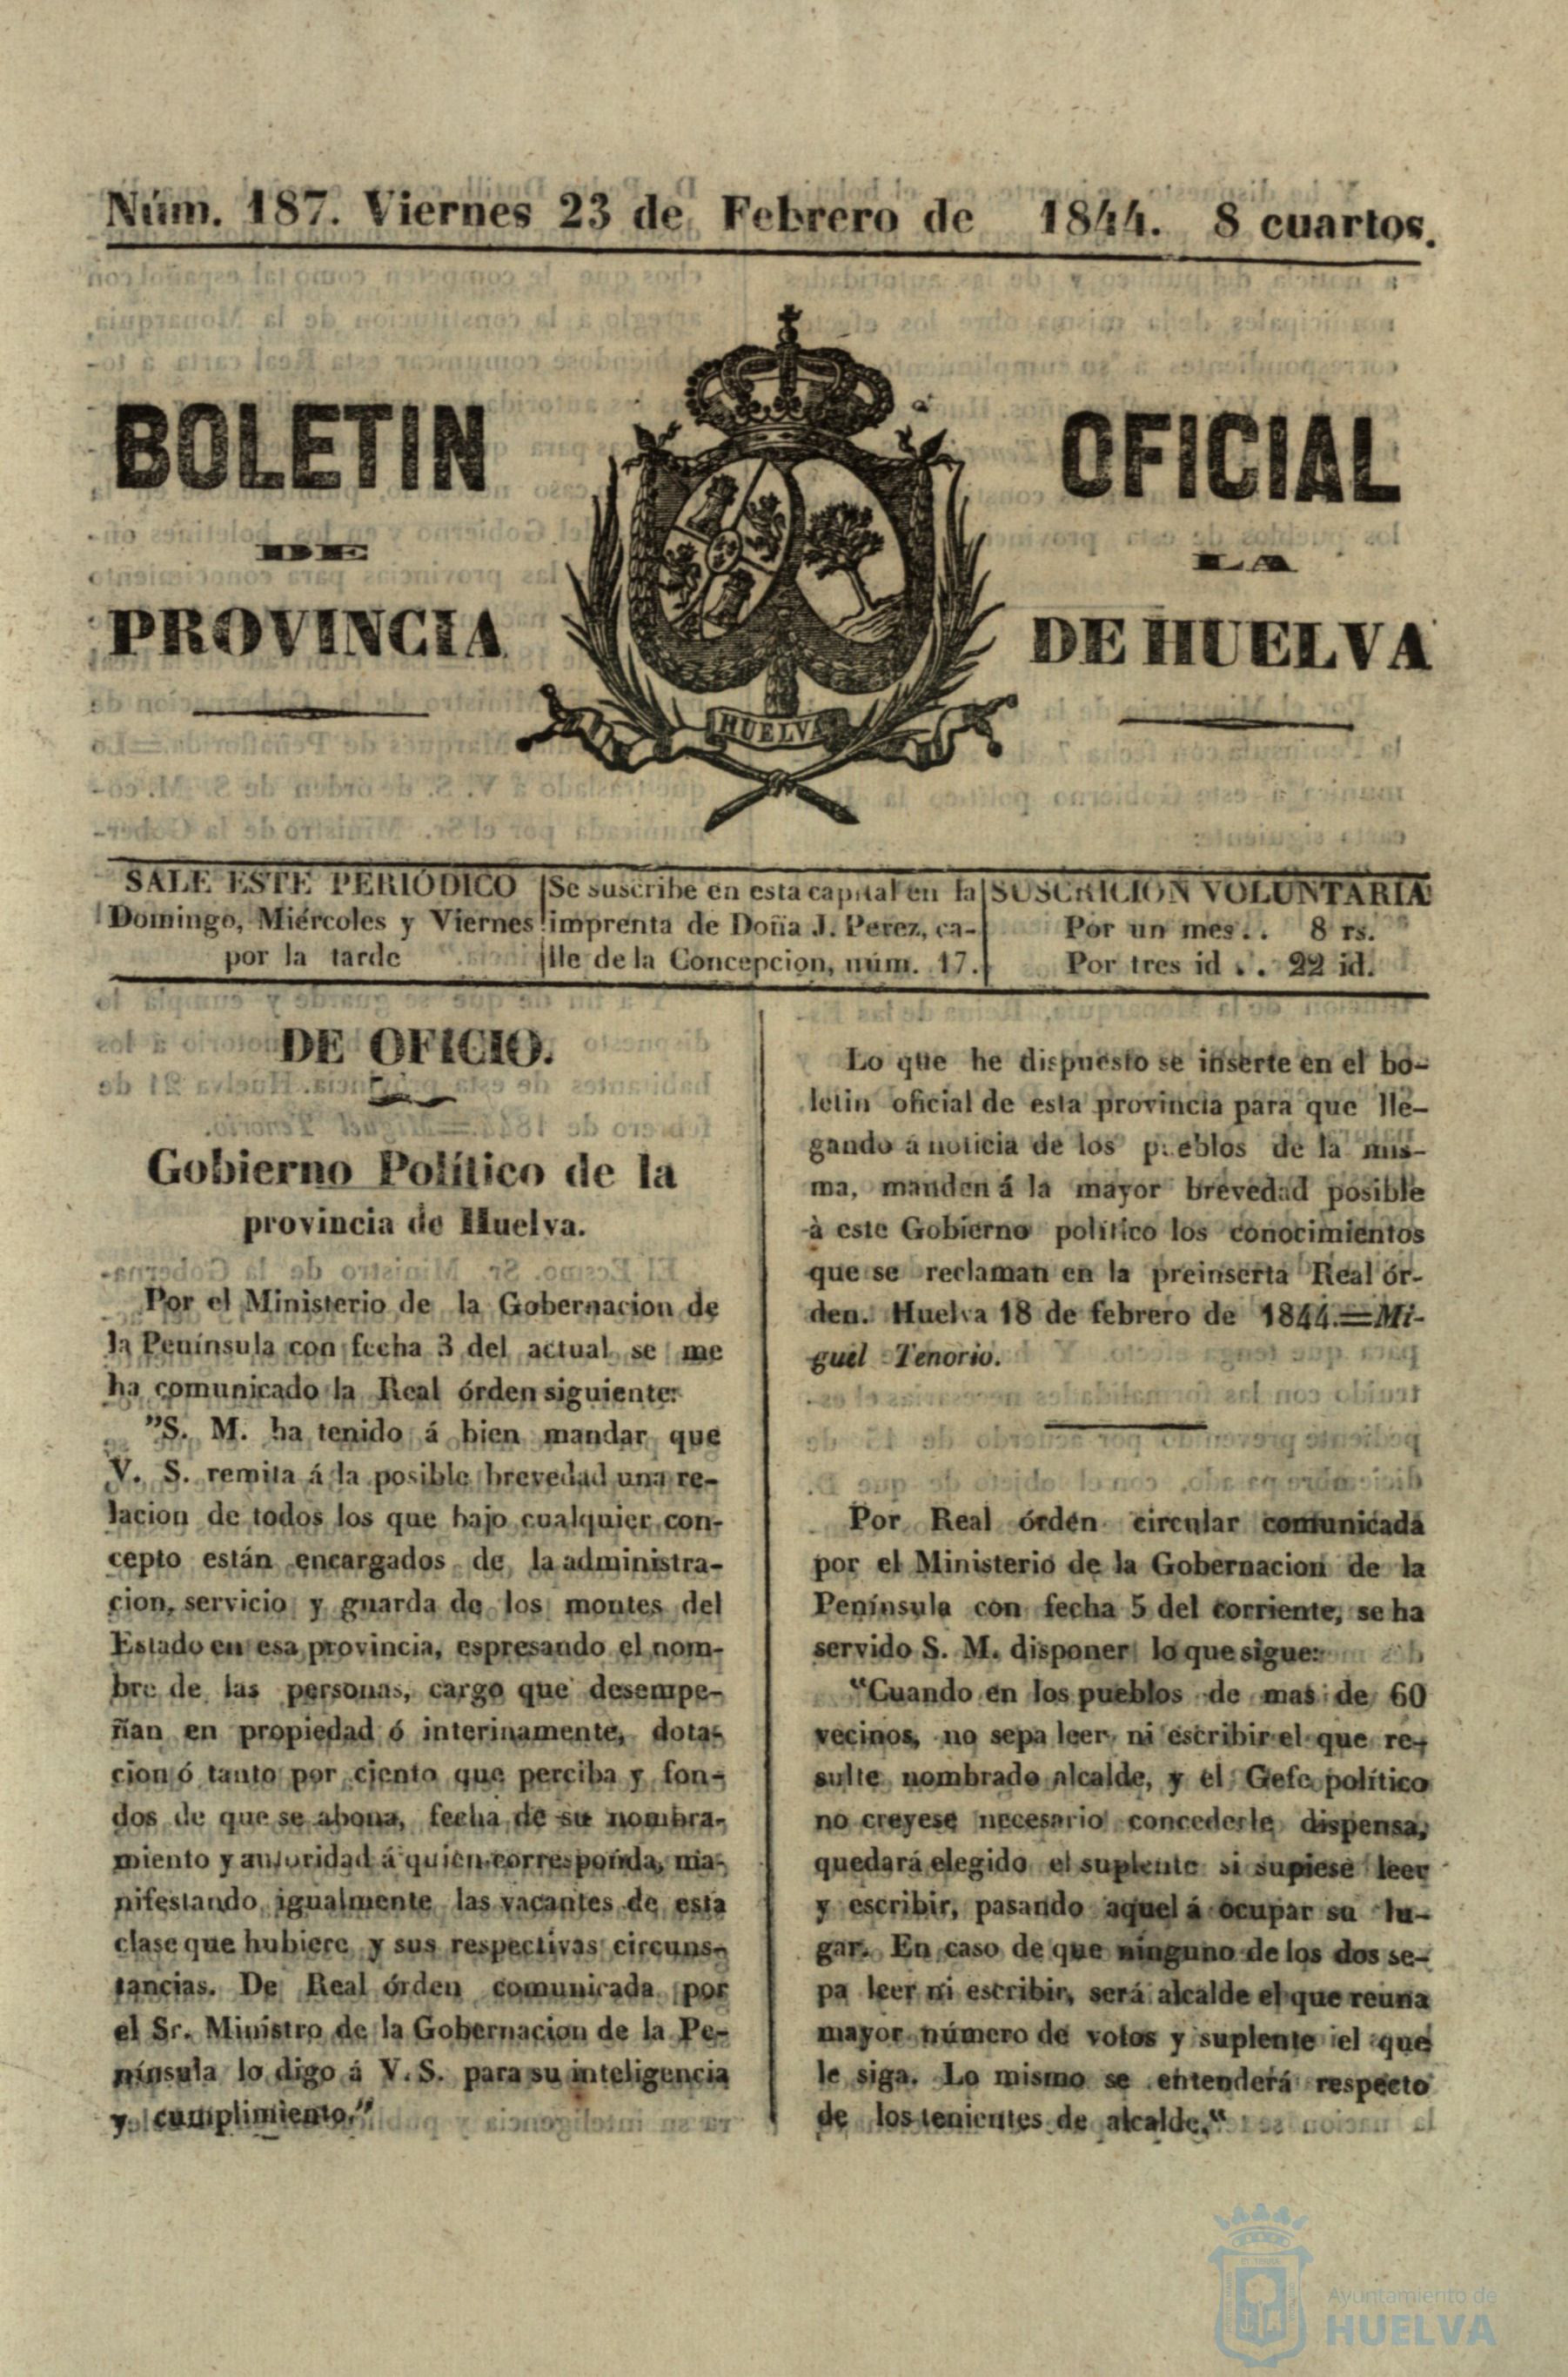 Núm. 187. Viernes 23 de Febrero de 1844. 8 cuartos.
BOLETIN OFICIAL
DE LA
PROVINCIA DE HUELVA
HUELVA
SALE ESTE PERIÓDICO
Domingo, Miércoles y Viernes
por la tarde
Se suscribe en esta capital en la
imprenta de Doña J. Perez, ca-
lle de la Concepcion, núm. 17.
SUSCRICION VOLUNTARIA
Por un mes.. 8 rs.
Por tres id . . 22 id.
DE OFICIO.
Gobierno Político de la
provincia de Huelva.
Por el Ministerio de la Gobernacion de
la Península con fecha 3 del actual se me
ha comunicado la Real órden siguiente:
"S. M. ha tenido á bien mandar que
V. S. remita á la posible brevedad una re-
lacion de todos los que bajo cualquier con-
cepto están encargados de la administra-
cion, servicio y guarda de los montes del
Estado en esa provincia, espresando el nom-
bre de las personas, cargo que desempe-
ñan en propiedad ó interinamente, dota-
cion ó tanto por ciento que perciba y fon-
dos de que se abona, fecha de su nombra-
miento y autoridad á quien corresponda, ma-
nifestando igualmente las vacantes de esta
clase que hubiere y sus respectivas circuns-
tancias. De Real órden comunicada por
el Sr. Ministro de la Gobernacion de la Pe-
nínsula lo digo á V. S. para su inteligencia
y cumplimiento."
Lo que he dispuesto se inserte en el bo-
letin oficial de esta provincia para que lle-
gando á noticia de los pueblos de la mis-
ma, manden á la mayor brevedad posible
à este Gobierno político los conocimientos
que se reclaman en la preinserta Real ór-
den. Huelva 18 de febrero de 1844.=Mi-
guel Tenorio.
Por Real órden circular comunicada
por el Ministerio de la Gobernacion de la
Península con fecha 5 del corriente, se ha
servido S. M. disponer lo que sigue:
"Cuando en los pueblos de mas de 60
vecinos, no sepa leer ni escribir el que re-
sulte nombrado alcalde, y el Gefe político
no creyese necesario concederle dispensa,
quedará elegido el suplente si supiese leer
y escribir, pasando aquel á ocupar su lu-
gar. En caso de que ninguno de los dos se-
pa leer ni escribir, será alcalde el que reuna
mayor número de votos y suplente el que
le siga. Lo mismo se entenderá respecto
de los tenientes de alcalde."
Ayuntamiento de
HUELVA